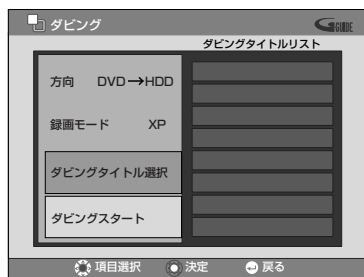 ダビング
GGUIDE
ダビングタイトルリスト
方向 DVD→HDD
録画モード XP
ダビングタイトル選択
ダビングスタート
項目選択 決定 戻る